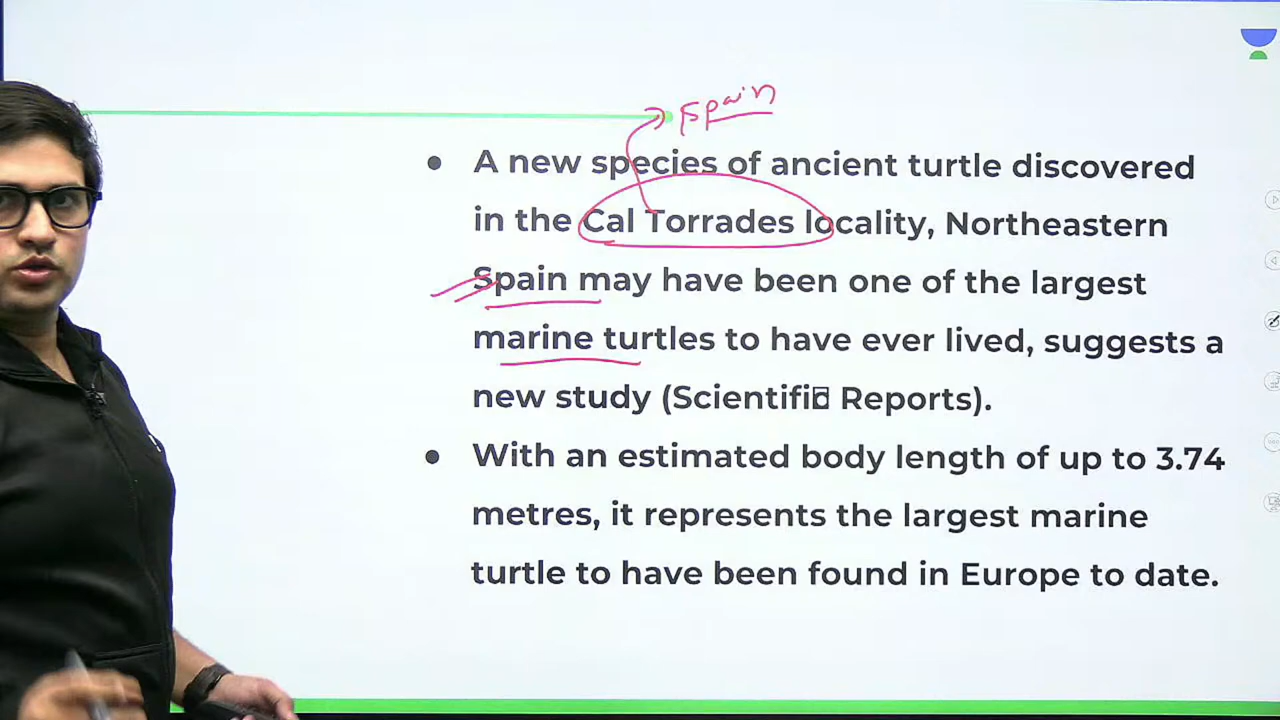 Spain
● A new species of ancient turtle discovered
in the Cal Torrades locality, Northeastern
Spain may have been one of the largest
marine turtles to have ever lived, suggests a
new study (Scientifi Reports).
● With an estimated body length of up to 3.74
metres, it represents the largest marine
turtle to have been found in Europe to date.